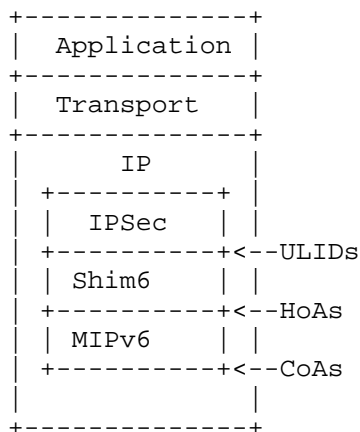 Application
Transport
IP
IPSec
<--ULIDs
Shim6
<--HoAs
MIPv6
<--CoAs